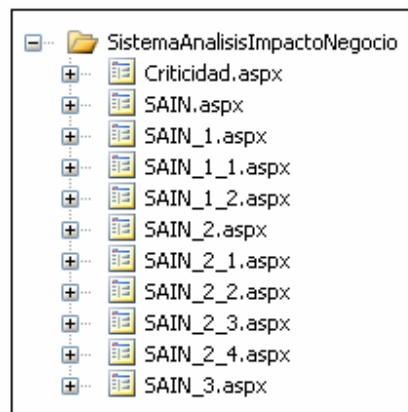 SistemaAnalisisImpactoNegocio
Criticidad.aspx
SAIN.aspx
SAIN_1.aspx
SAIN_1_1.aspx
SAIN_1_2.aspx
SAIN_2.aspx
SAIN_2_1.aspx
SAIN_2_2.aspx
SAIN_2_3.aspx
SAIN_2_4.aspx
SAIN_3.aspx